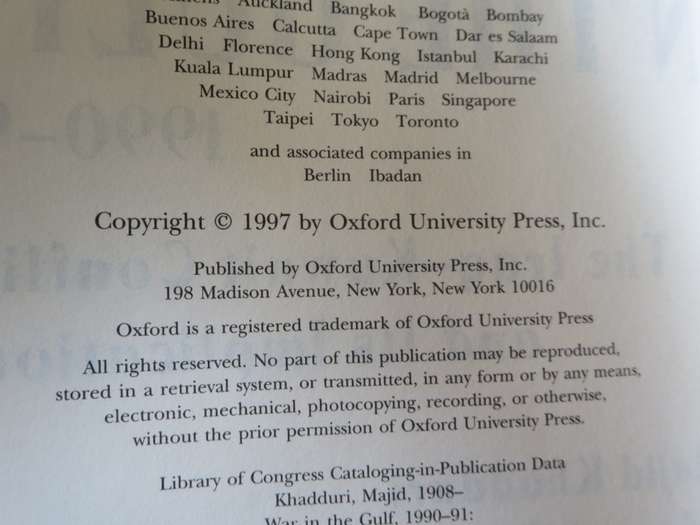 Auckland Bangkok Bogotà Bombay
Buenos Aires Calcutta Cape Town Dar es Salaam
Delhi Florence Hong Kong Istanbul Karachi
Kuala Lumpur Madras Madrid Melbourne
Mexico City Nairobi Paris Singapore
Taipei Tokyo Toronto
and associated companies in
Berlin Ibadan
Copyright © 1997 by Oxford University Press, Inc.
Published by Oxford University Press, Inc.
198 Madison Avenue, New York, New York 10016
Oxford is a registered trademark of Oxford University Press
All rights reserved. No part of this publication may be reproduced,
stored in a retrieval system, or transmitted, in any form or by any means,
electronic, mechanical, photocopying, recording, or otherwise,
without the prior permission of Oxford University Press.
Library of Congress Cataloging-in-Publication Data
Khadduri, Majid, 1908–
War in the Gulf, 1990–91: